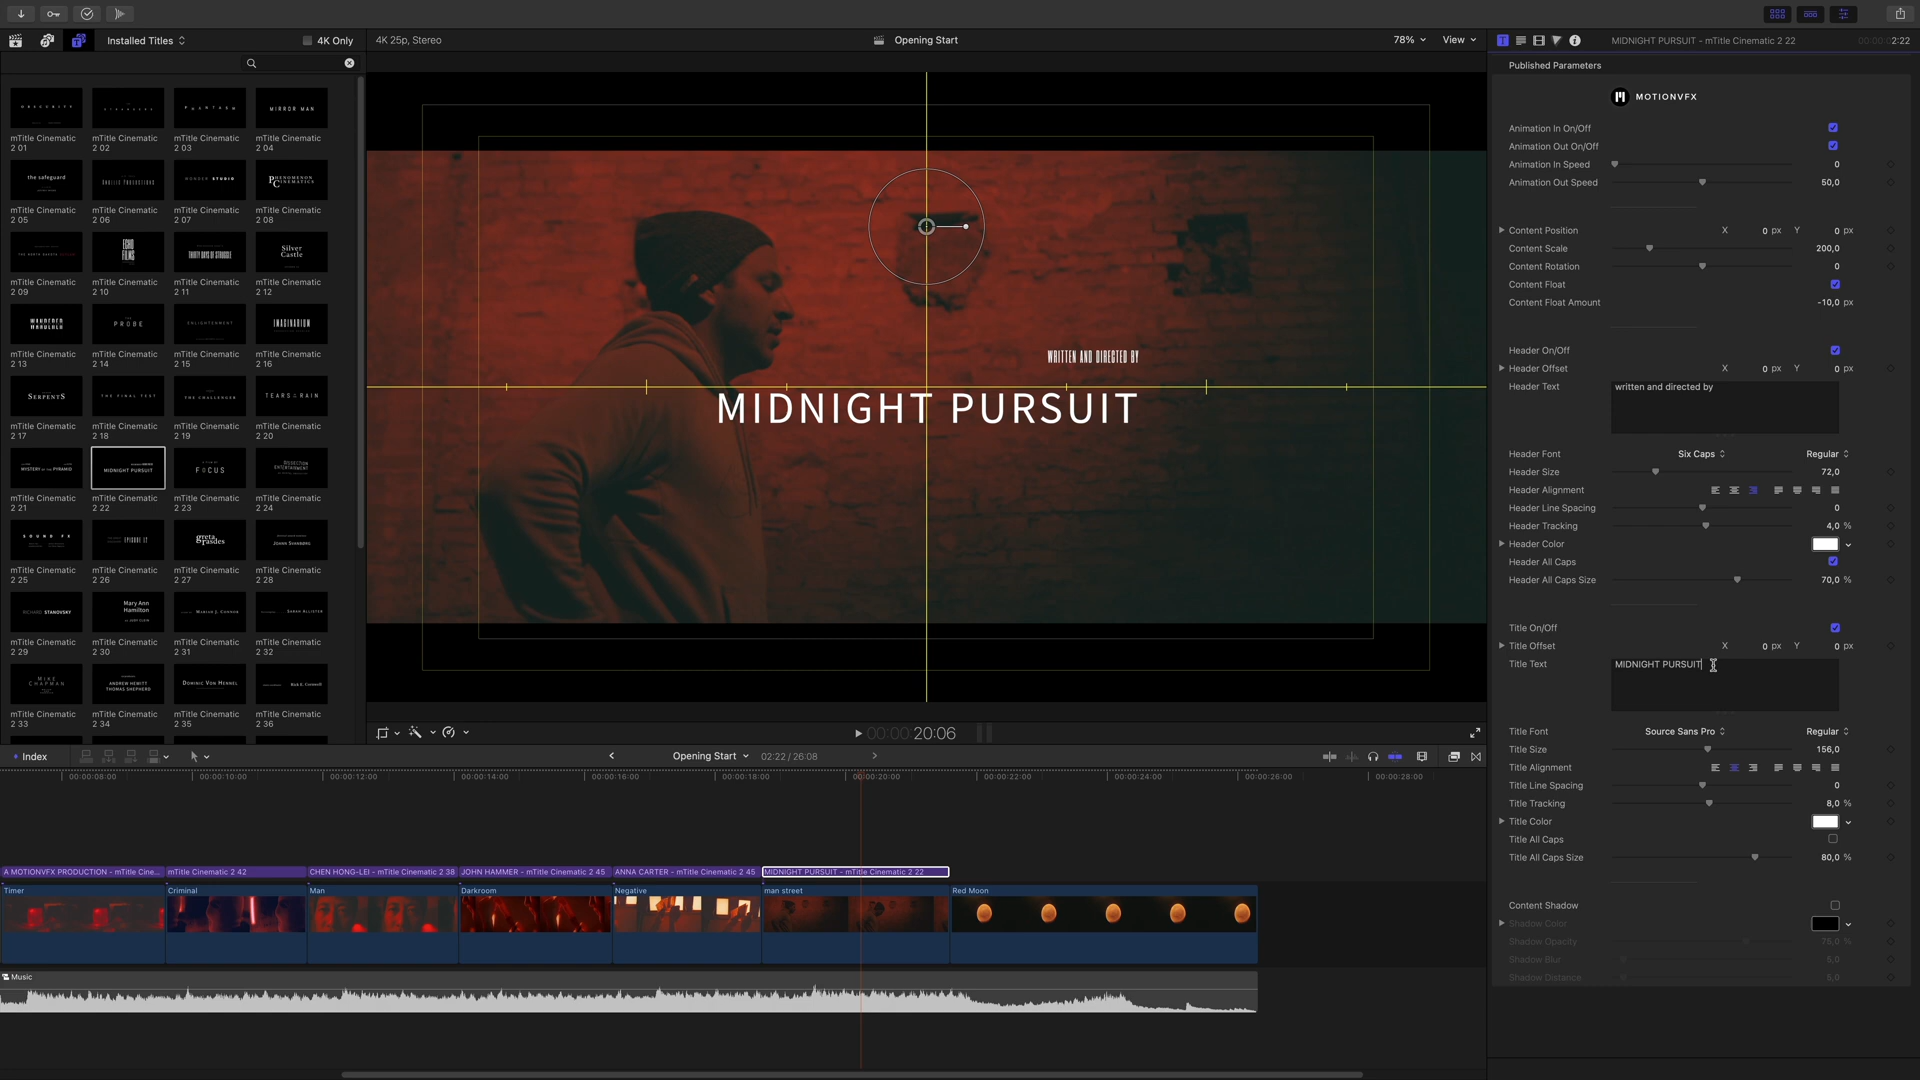 Installed Titles
4K Only
4K 25p, Stereo
Opening Start
78%
View
MIDNIGHT PURSUIT - mTitle Cinematic 2 22
00:00:02:22
Published Parameters
MOTIONVFX
MIRROR MAN
mTitle Cinematic 2 01
mTitle Cinematic 2 02
mTitle Cinematic 2 03
mTitle Cinematic 2 04
the safeguard
WONDER STUDIO
PHENOMENON CINEMATICS
mTitle Cinematic 2 05
mTitle Cinematic 2 06
mTitle Cinematic 2 07
mTitle Cinematic 2 08
ECHO FILMS
THIRTY DAYS OF STRUGGLE
Silver Castle
mTitle Cinematic 2 09
mTitle Cinematic 2 10
mTitle Cinematic 2 11
mTitle Cinematic 2 12
PROBE
ENLIGHTENMENT
IMAGINARIUM
mTitle Cinematic 2 13
mTitle Cinematic 2 14
mTitle Cinematic 2 15
mTitle Cinematic 2 16
SERPENTS
THE FINAL TEST
THE CHALLENGER
TEARS IN RAIN
mTitle Cinematic 2 17
mTitle Cinematic 2 18
mTitle Cinematic 2 19
mTitle Cinematic 2 20
MYSTERY OF THE PYRAMID
MIDNIGHT PURSUIT
FOCUS
mTitle Cinematic 2 21
mTitle Cinematic 2 22
mTitle Cinematic 2 23
mTitle Cinematic 2 24
SOUND FX
EPISODE 12
greta rasdes
JOHAN SVANBERG
mTitle Cinematic 2 25
mTitle Cinematic 2 26
mTitle Cinematic 2 27
mTitle Cinematic 2 28
RICHARD STANOVSKY
Mary Ann Hamilton
MARIAH J. CONNOR
SARAH ALLISTER
mTitle Cinematic 2 29
mTitle Cinematic 2 30
mTitle Cinematic 2 31
mTitle Cinematic 2 32
MIKE CHAPMAN
ANDREW HEWITT
THOMAS SHEPHERD
DOMINIC VON HENNEL
mTitle Cinematic 2 33
mTitle Cinematic 2 34
mTitle Cinematic 2 35
mTitle Cinematic 2 36
WRITTEN AND DIRECTED BY
MIDNIGHT PURSUIT
00:00:20:06
Animation In On/Off
Animation Out On/Off
Animation In Speed 0
Animation Out Speed 50,0
Content Position X 0 px Y 0 px
Content Scale 200,0
Content Rotation 0
Content Float
Content Float Amount -10,0 px
Header On/Off
Header Offset X 0 px Y 0 px
Header Text written and directed by
Header Font Six Caps Regular
Header Size 72,0
Header Alignment
Header Line Spacing 0
Header Tracking 4,0 %
Header Color
Header All Caps
Header All Caps Size 70,0 %
Title On/Off
Title Offset X 0 px Y 0 px
Title Text MIDNIGHT PURSUIT
Title Font Source Sans Pro Regular
Title Size 156,0
Title Alignment
Title Line Spacing 0
Title Tracking 8,0 %
Title Color
Title All Caps
Title All Caps Size 80,0 %
Content Shadow
Shadow Color
Shadow Opacity 75,0 %
Shadow Blur 5,0
Shadow Distance 5,0
Index
Opening Start
02:22 / 26:08
00:00:08:00
00:00:10:00
00:00:12:00
00:00:14:00
00:00:16:00
00:00:18:00
00:00:20:00
00:00:22:00
00:00:24:00
00:00:26:00
00:00:28:00
A MOTIONVFX PRODUCTION - mTitle Cine...
mTitle Cinematic 2 42
CHEN HONG-LEI - mTitle Cinematic 2 38
JOHN HAMMER - mTitle Cinematic 2 45
ANNA CARTER - mTitle Cinematic 2 45
MIDNIGHT PURSUIT - mTitle Cinematic 2 22
Timer
Criminal
Man
Darkroom
Negative
man street
Red Moon
Music